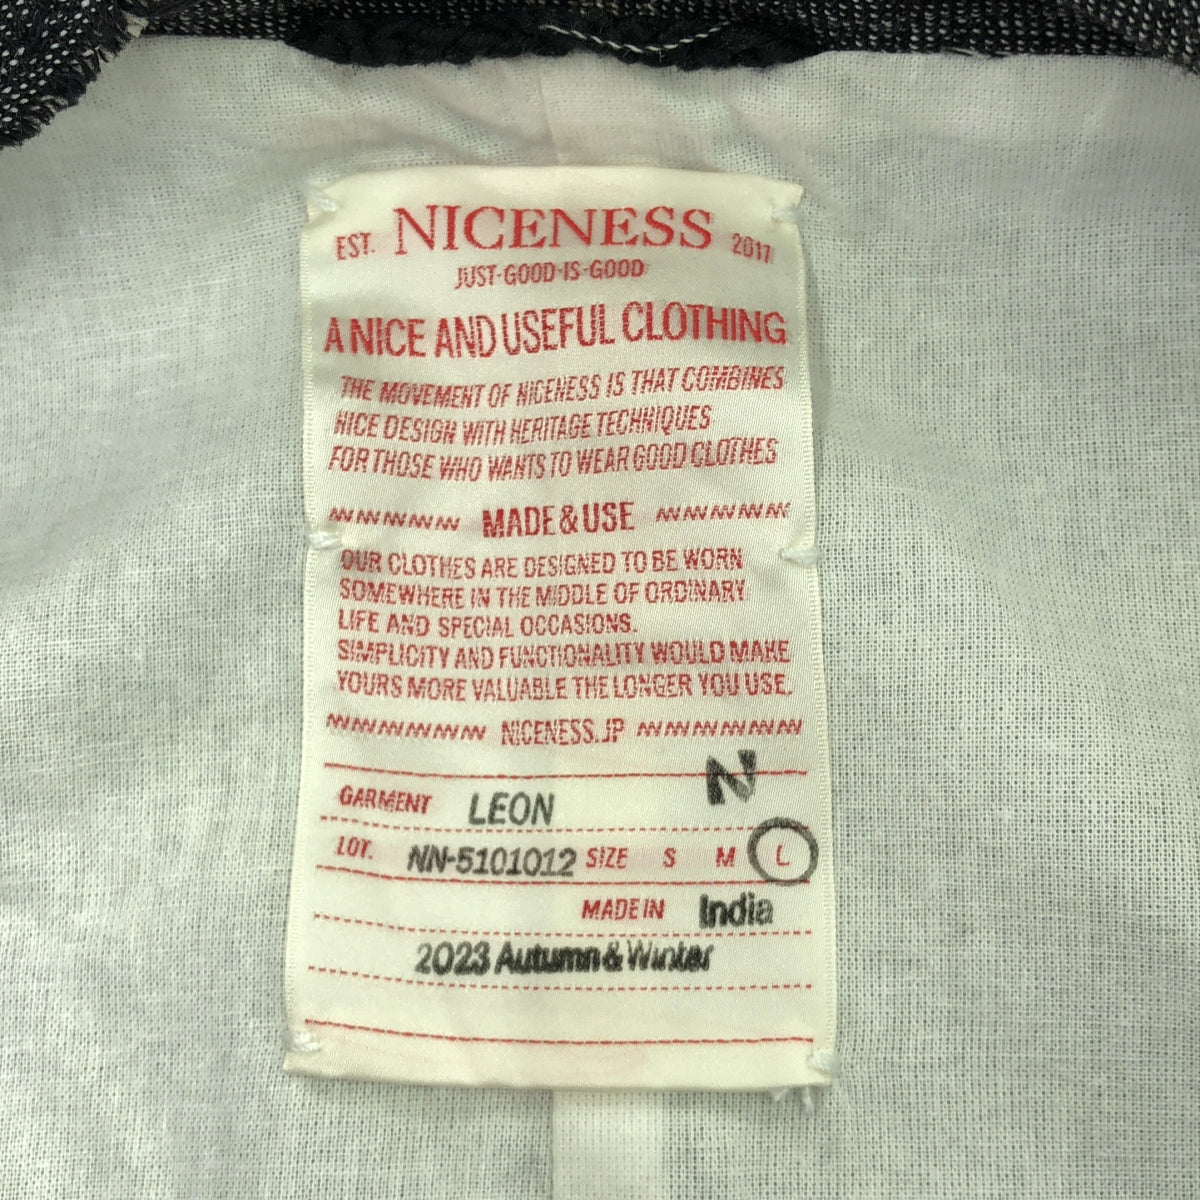 EST. NICENESS 2017
JUST·GOOD·IS·GOOD
A NICE AND USEFUL CLOTHING
THE MOVEMENT OF NICENESS IS THAT COMBINES
NICE DESIGN WITH HERITAGE TECHNIQUES
FOR THOSE WHO WANTS TO WEAR GOOD CLOTHES
MADE & USE
OUR CLOTHES ARE DESIGNED TO BE WORN
SOMEWHERE IN THE MIDDLE OF ORDINARY
LIFE AND SPECIAL OCCASIONS.
SIMPLICITY AND FUNCTIONALITY WOULD MAKE
YOURS MORE VALUABLE THE LONGER YOU USE.
NICENESS.JP
N
GARMENT LEON
LOT. NN-5101012 SIZE S M L
MADE IN India
2023 Autumn & Winter